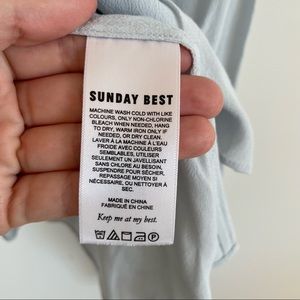 SUNDAY BEST
MACHINE WASH COLD WITH LIKE
COLOURS, ONLY NON-CHLORINE
BLEACH WHEN NEEDED, HANG
TO DRY, WARM IRON ONLY IF
NEEDED, OR DRY CLEAN.
LAVER À LA MACHINE À L'EAU
FROIDE AVEC COULEURS
SEMBLABLES, UTILISER
SEULEMENT UN JAVELLISANT
SANS CHLORE AU BESOIN,
SUSPENDRE POUR SÉCHER,
REPASSAGE MOYEN SI
NÉCESSAIRE, OU NETTOYER À
SEC.
MADE IN CHINA
FABRIQUÉ EN CHINE
Keep me at my best.
P